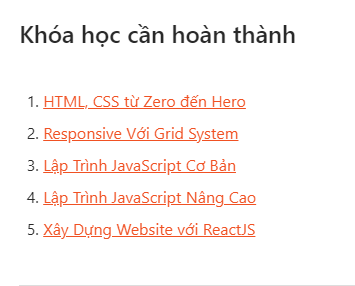 Khóa học cần hoàn thành
1. HTML, CSS từ Zero đến Hero
2. Responsive Với Grid System
3. Lập Trình JavaScript Cơ Bản
4. Lập Trình JavaScript Nâng Cao
5. Xây Dựng Website với ReactJS